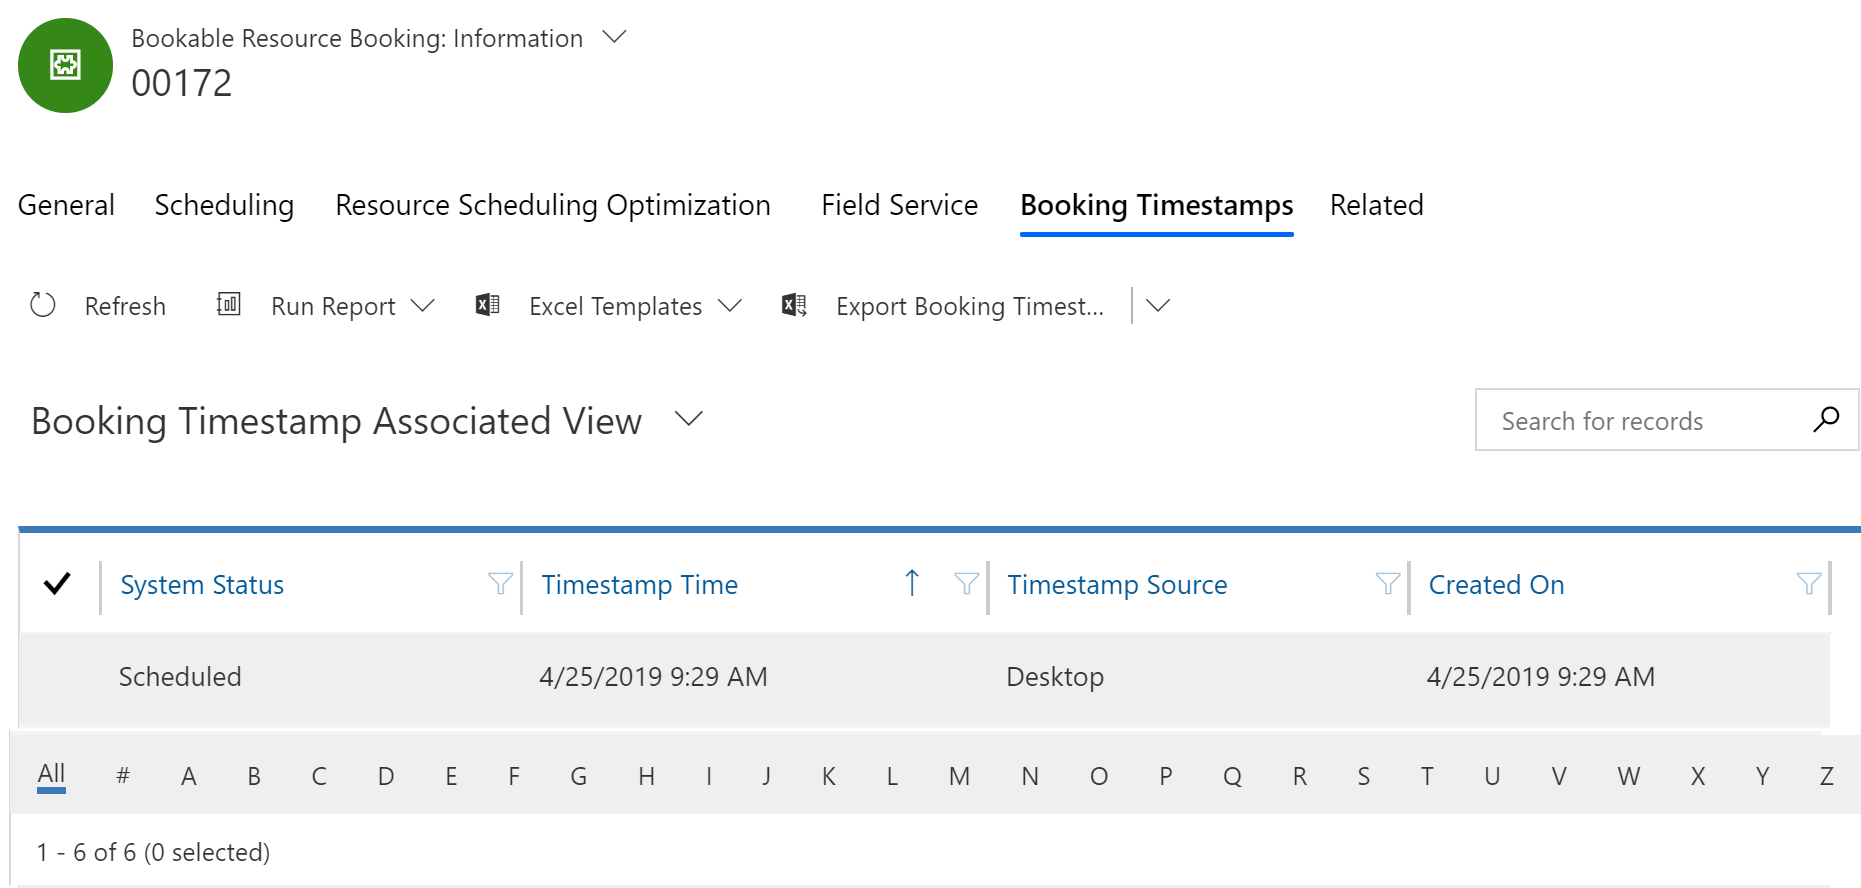 Bookable Resource Booking: Information
00172
General Scheduling Resource Scheduling Optimization Field Service Booking Timestamps Related
Refresh Run Report Excel Templates Export Booking Timest...
Booking Timestamp Associated View Search for records
System Status Timestamp Time Timestamp Source Created On
Scheduled 4/25/2019 9:29 AM Desktop 4/25/2019 9:29 AM
All # A B C D E F G H I J K L M N O P Q R S T U V W X Y Z
1 - 6 of 6 (0 selected)